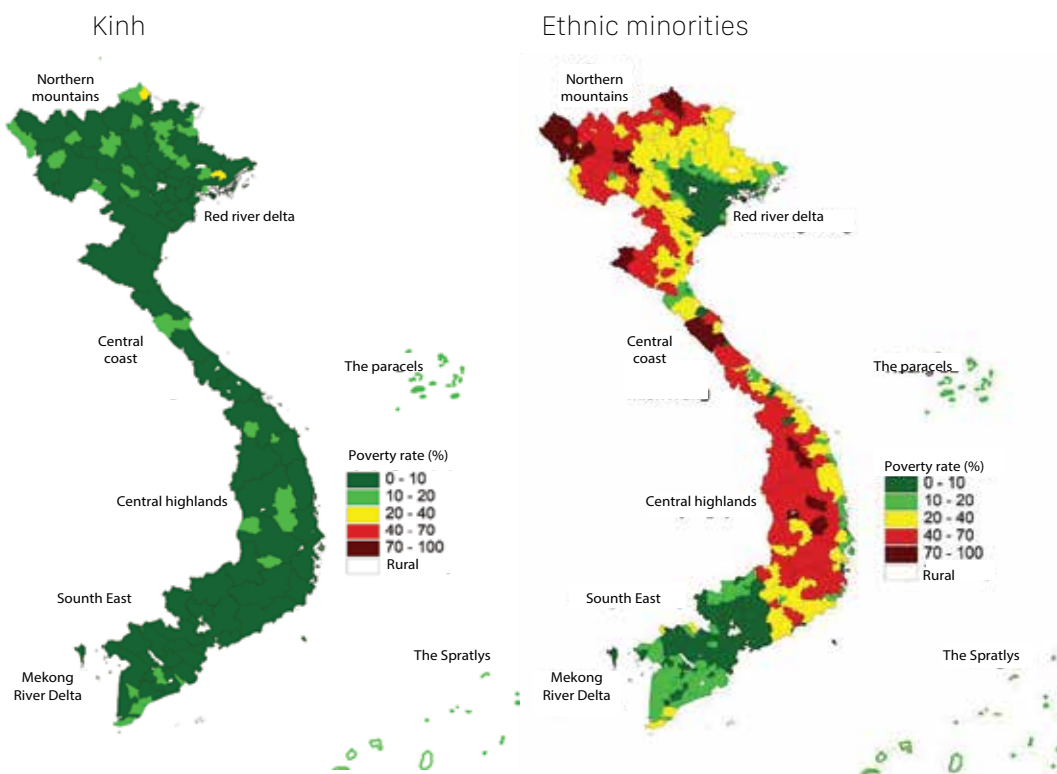 Kinh
Northern
mountains
Red river delta
Central
coast
The paracels
Poverty rate (%)
0 - 10
10 - 20
20 - 40
40 - 70
70 - 100
Rural
Central highlands
Sounth East
Mekong
River Delta
The Spratlys
Ethnic minorities
Northern
mountains
Red river delta
Central
coast
The paracels
Poverty rate (%)
0 - 10
10 - 20
20 - 40
40 - 70
70 - 100
Rural
Central highlands
Sounth East
Mekong
River Delta
The Spratlys